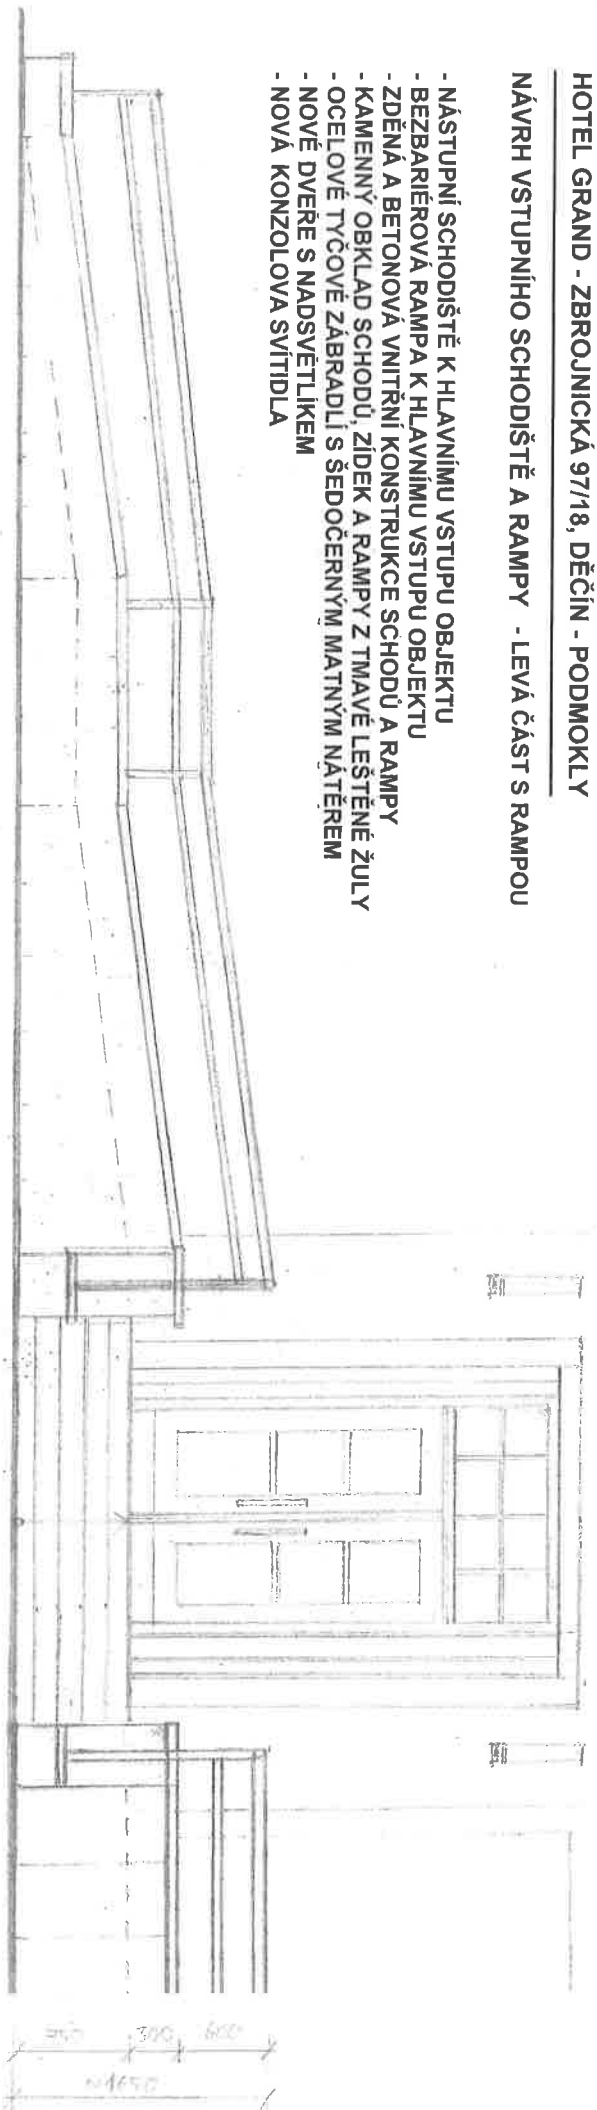 HOTEL GRAND - ZBROJNICKÁ 97/18, DĚČÍN - PODMOKLY
NÁVRH VSTUPNÍHO SCHODIŠTĚ A RAMPY - LEVÁ ČÁST S RAMPOU
- NÁSTUPNÍ SCHODIŠTĚ K HLAVNÍMU VSTUPU OBJEKTU
- BEZBARIÉROVÁ RAMPA K HLAVNÍMU VSTUPU OBJEKTU
- ZDĚNÁ A BETONOVÁ VNITŘNÍ KONSTRUKCE SCHODŮ A RAMPY
- KAMENNÝ OBKLAD SCHODŮ, ZÍDEK A RAMPY Z TMAVÉ LEŠTĚNÉ ŽULY
- OCELOVÉ TYČOVÉ ZÁBRADLÍ S ŠEDOČERNÝM MATNÝM NÁTĚREM
- NOVÉ DVEŘE S NADSVĚTLÍKEM
- NOVÁ KONZOLOVA SVÍTIDLA
300 600
~1650